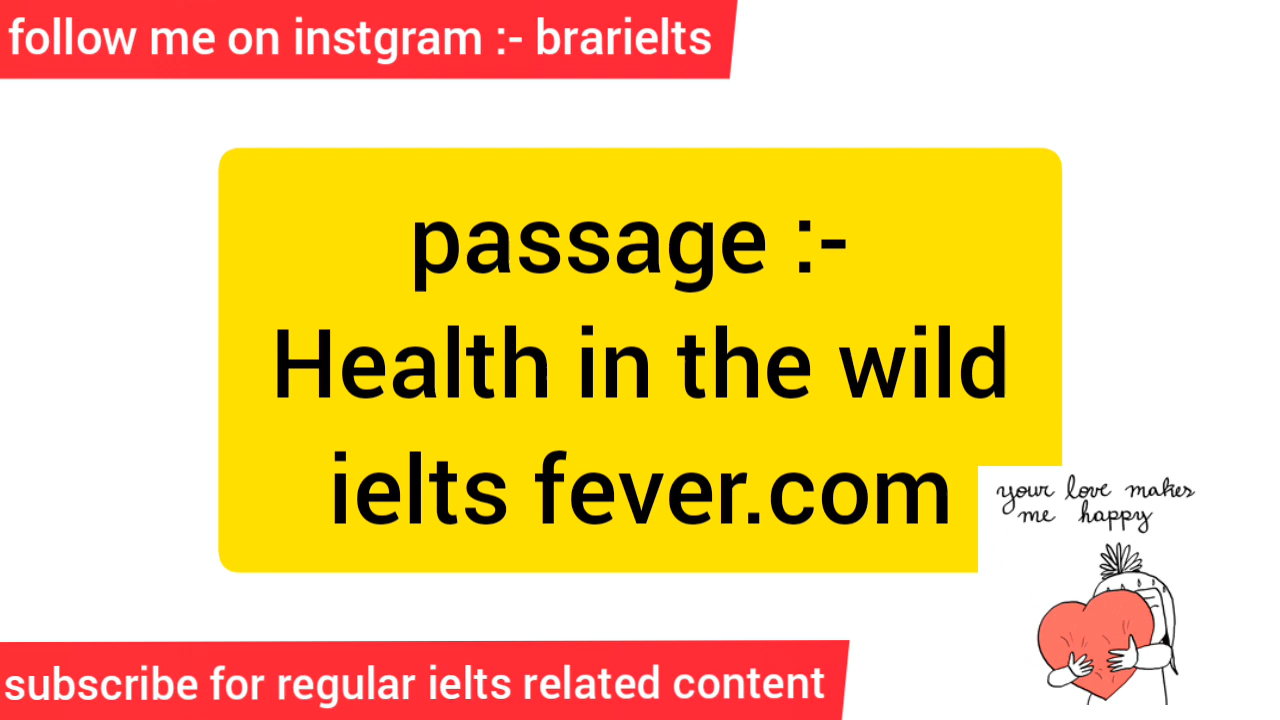 follow me on instgram :- brarielts
passage :-
Health in the wild
ielts fever.com
your love makes
me happy
subscribe for regular ielts related content